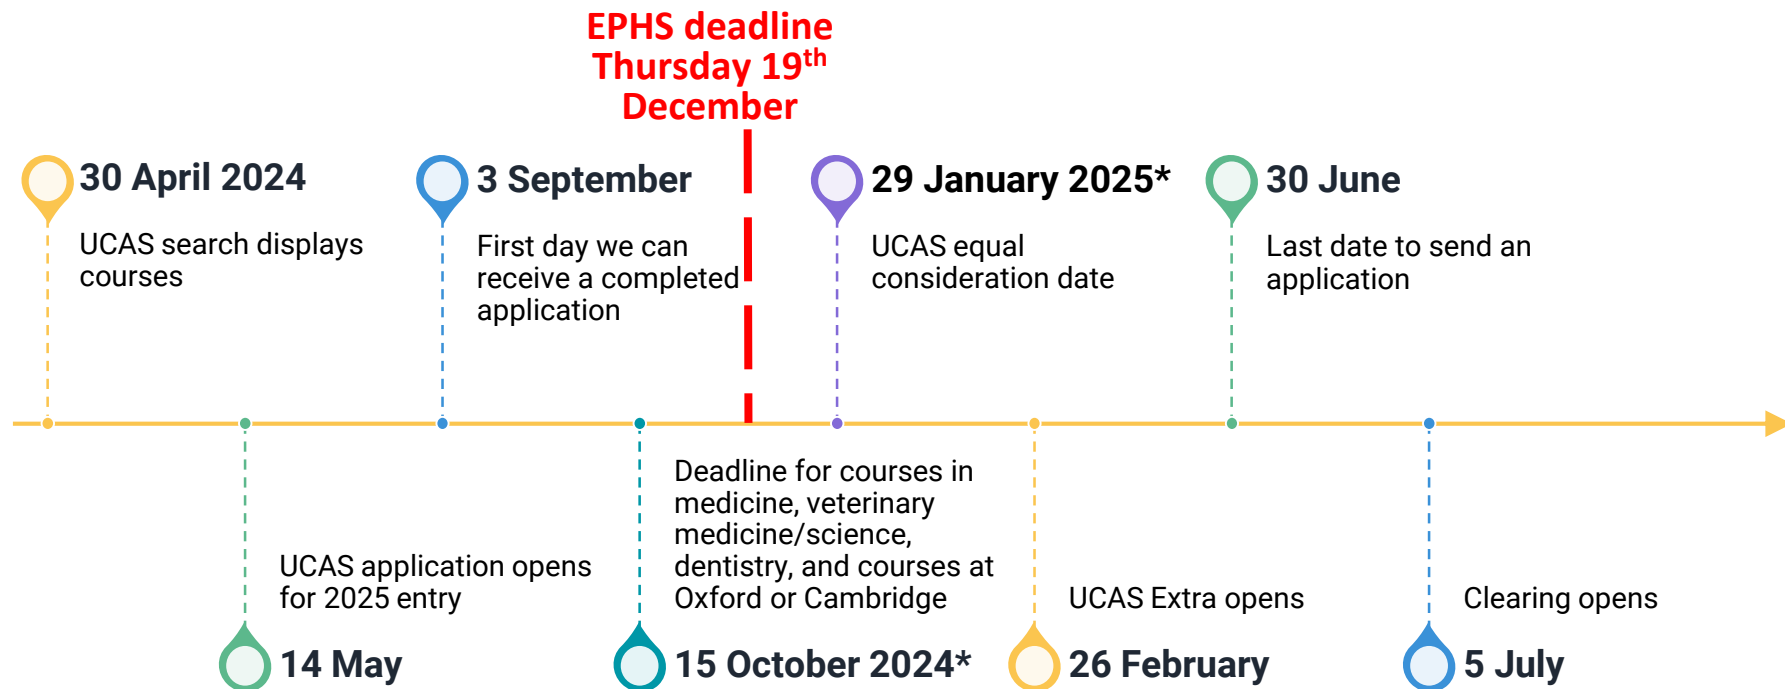 EPHS deadline
Thursday 19th
December
30 April 2024
UCAS search displays
courses
3 September
First day we can
receive a completed
application
29 January 2025*
UCAS equal
consideration date
30 June
Last date to send an
application
UCAS application opens
for 2025 entry
14 May
Deadline for courses in
medicine, veterinary
medicine/science,
dentistry, and courses at
Oxford or Cambridge
15 October 2024*
UCAS Extra opens
26 February
Clearing opens
5 July